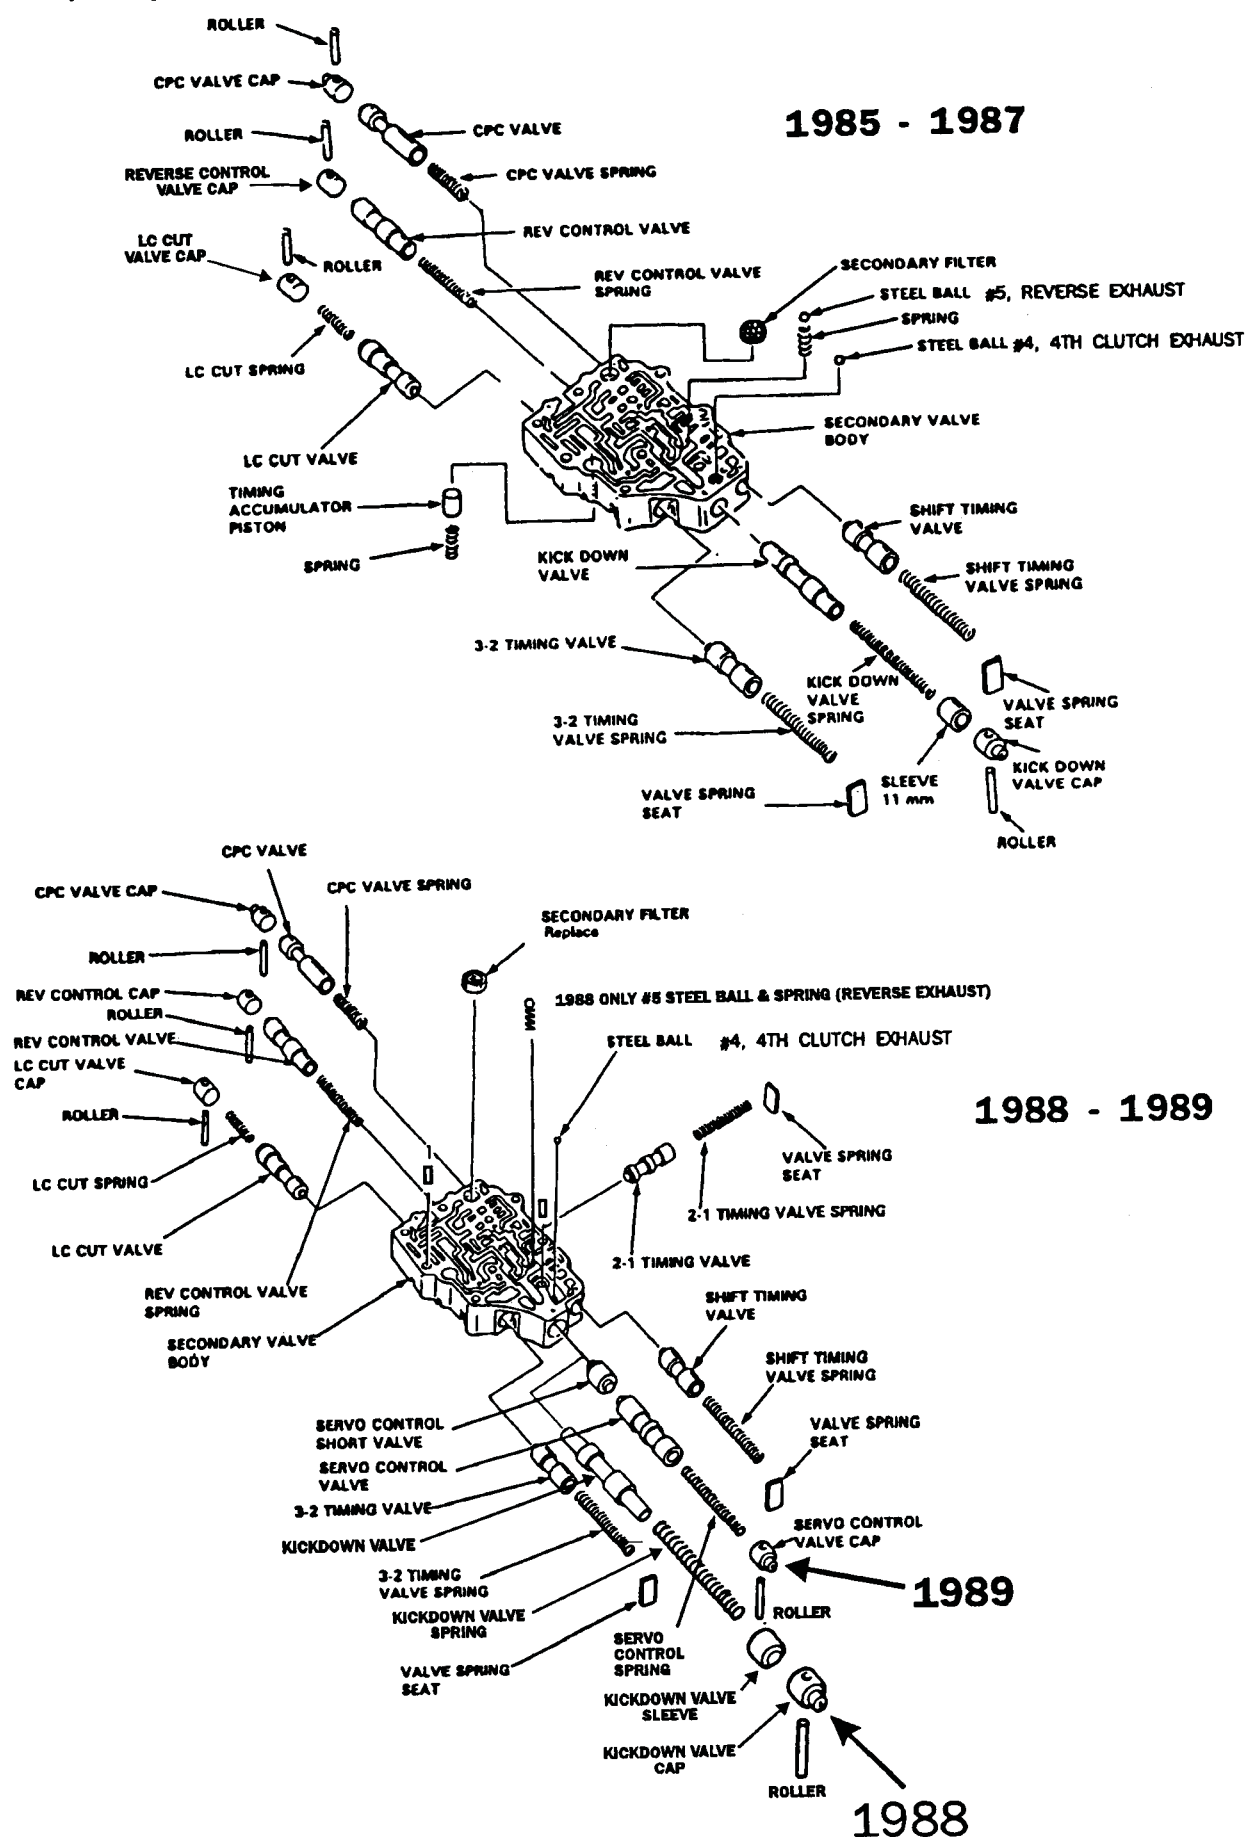 ROLLER
CPC VALVE CAP
1985 - 1987
ROLLER
CPC VALVE
REVERSE CONTROL
VALVE CAP
CPC VALVE SPRING
LC CUT
VALVE CAP
REV CONTROL VALVE
ROLLER
REV CONTROL VALVE
SPRING
SECONDARY FILTER
STEEL BALL #5, REVERSE EXHAUST
SPRING
STEEL BALL #4, 4TH CLUTCH EXHAUST
LC CUT SPRING
SECONDARY VALVE
BODY
LC CUT VALVE
TIMING
ACCUMULATOR
PISTON
SPRING
KICK DOWN
VALVE
SHIFT TIMING
VALVE
SHIFT TIMING
VALVE SPRING
3-2 TIMING VALVE
KICK DOWN
VALVE
SPRING
VALVE SPRING
SEAT
3-2 TIMING
VALVE SPRING
KICK DOWN
VALVE CAP
SLEEVE
11 mm
VALVE SPRING
SEAT
ROLLER
CPC VALVE
CPC VALVE CAP
CPC VALVE SPRING
SECONDARY FILTER
Replace
ROLLER
REV CONTROL CAP
1988 ONLY #5 STEEL BALL & SPRING (REVERSE EXHAUST)
ROLLER
REV CONTROL VALVE
STEEL BALL #4, 4TH CLUTCH EXHAUST
LC CUT VALVE
CAP
1988 - 1989
ROLLER
VALVE SPRING
SEAT
LC CUT SPRING
2-1 TIMING VALVE SPRING
LC CUT VALVE
2-1 TIMING VALVE
REV CONTROL VALVE
SPRING
SHIFT TIMING
VALVE
SECONDARY VALVE
BODY
SHIFT TIMING
VALVE SPRING
SERVO CONTROL
SHORT VALVE
VALVE SPRING
SEAT
SERVO CONTROL
VALVE
3-2 TIMING VALVE
SERVO CONTROL
VALVE CAP
KICKDOWN VALVE
3-2 TIMING
VALVE SPRING
1989
KICKDOWN VALVE
SPRING
ROLLER
SERVO
CONTROL
SPRING
VALVE SPRING
SEAT
KICKDOWN VALVE
SLEEVE
KICKDOWN VALVE
CAP
ROLLER
1988